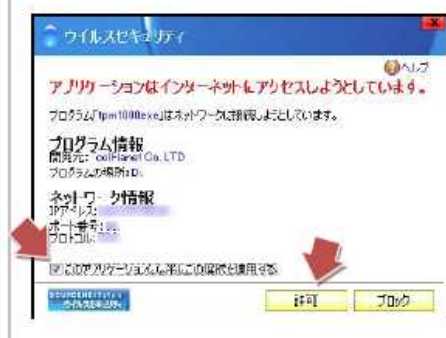 ウイルスセキュリティ
ヘルプ
アプリケーションはインターネットにアクセスしようとしています。
プログラム「tpm1000exe」はネットワークに接続しようとしています。
プログラム情報
開発元: oolPlanet Co. LTD
プログラムの場所: D:
ネットワーク情報
IPアドレス:
ポート番号:
プロトコル:
このアプリケーションに常にこの選択を適用する
許可
ブロック